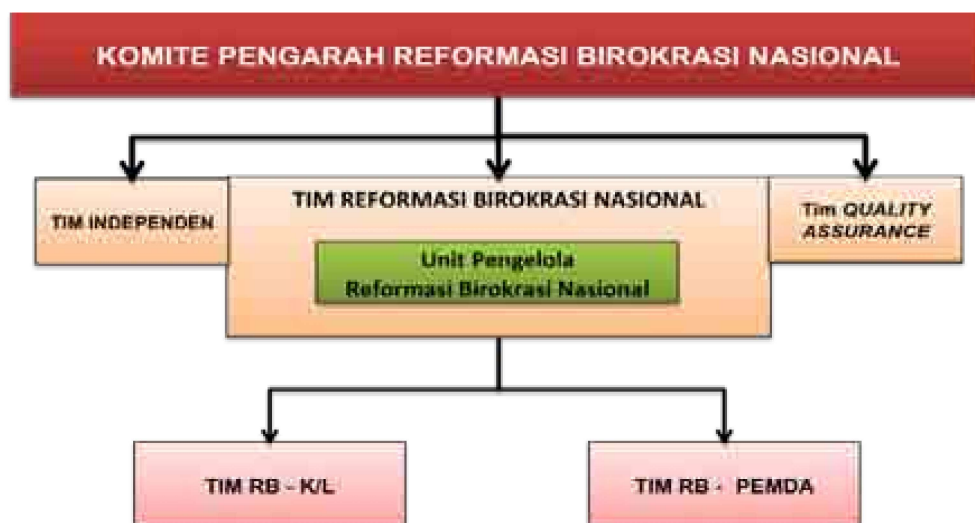 KOMITE PENGARAH REFORMASI BIROKRASI NASIONAL
TIM INDEPENDEN
TIM REFORMASI BIROKRASI NASIONAL
Unit Pengelola
Reformasi Birokrasi Nasional
Tim QUALITY
ASSURANCE
TIM RB - K/L
TIM RB - PEMDA